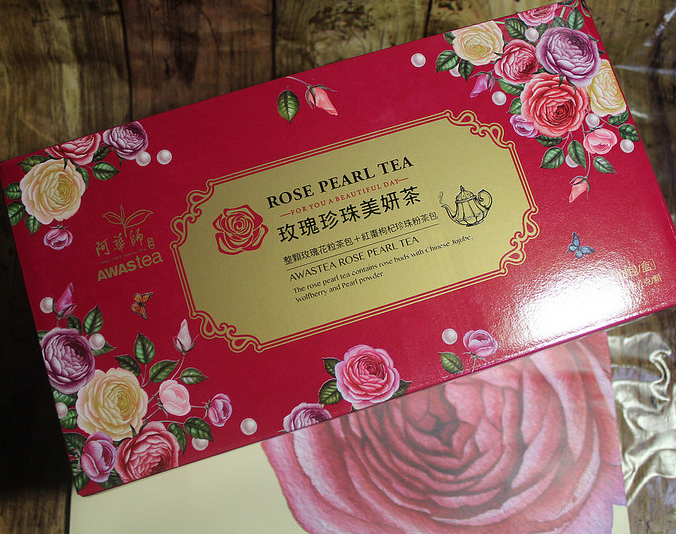 ROSE PEARL TEA
FOR YOU A BEAUTIFUL DAY
玫瑰珍珠美妍茶
整顆玫瑰花粒茶包+紅棗枸杞珍珠粉茶包
AWASTEA ROSE PEARL TEA
The rose pearl tea contains rose buds with Chinese Jujube,
Wolfberry and Pearl powder
阿華師
AWAStea